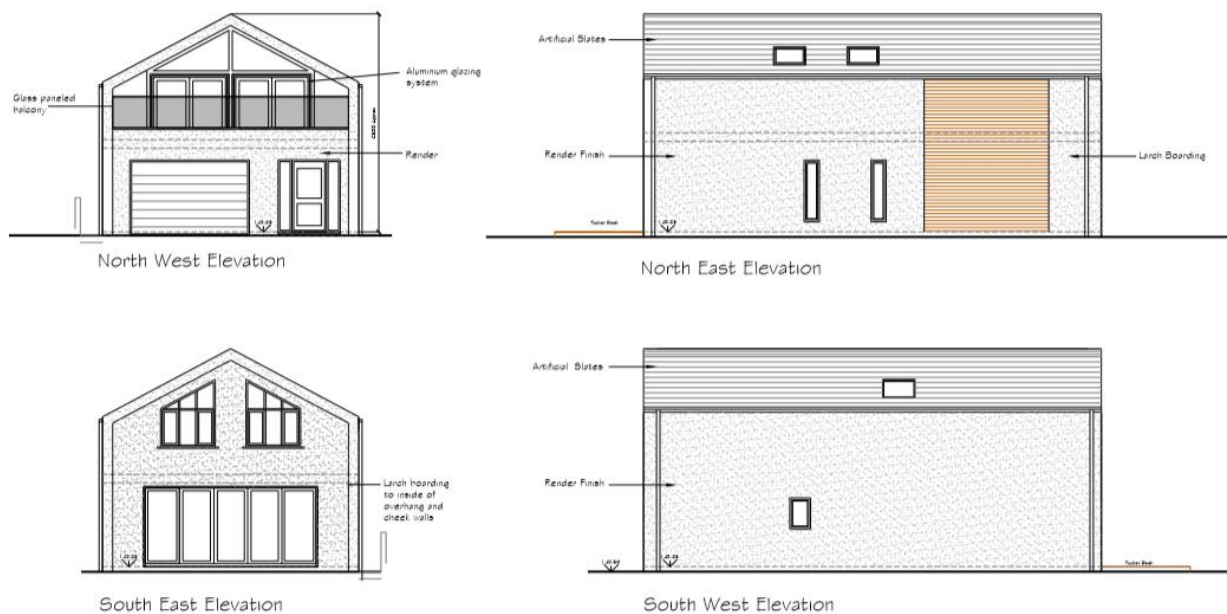 Artificial Slates
Aluminium glazing
system
Glass paneled
balcony
Render
Render Finish
Larch Boarding
North West Elevation
North East Elevation
Artificial Slates
Larch boarding
to inside of
overhang and
cheek walls
Render Finish
South East Elevation
South West Elevation